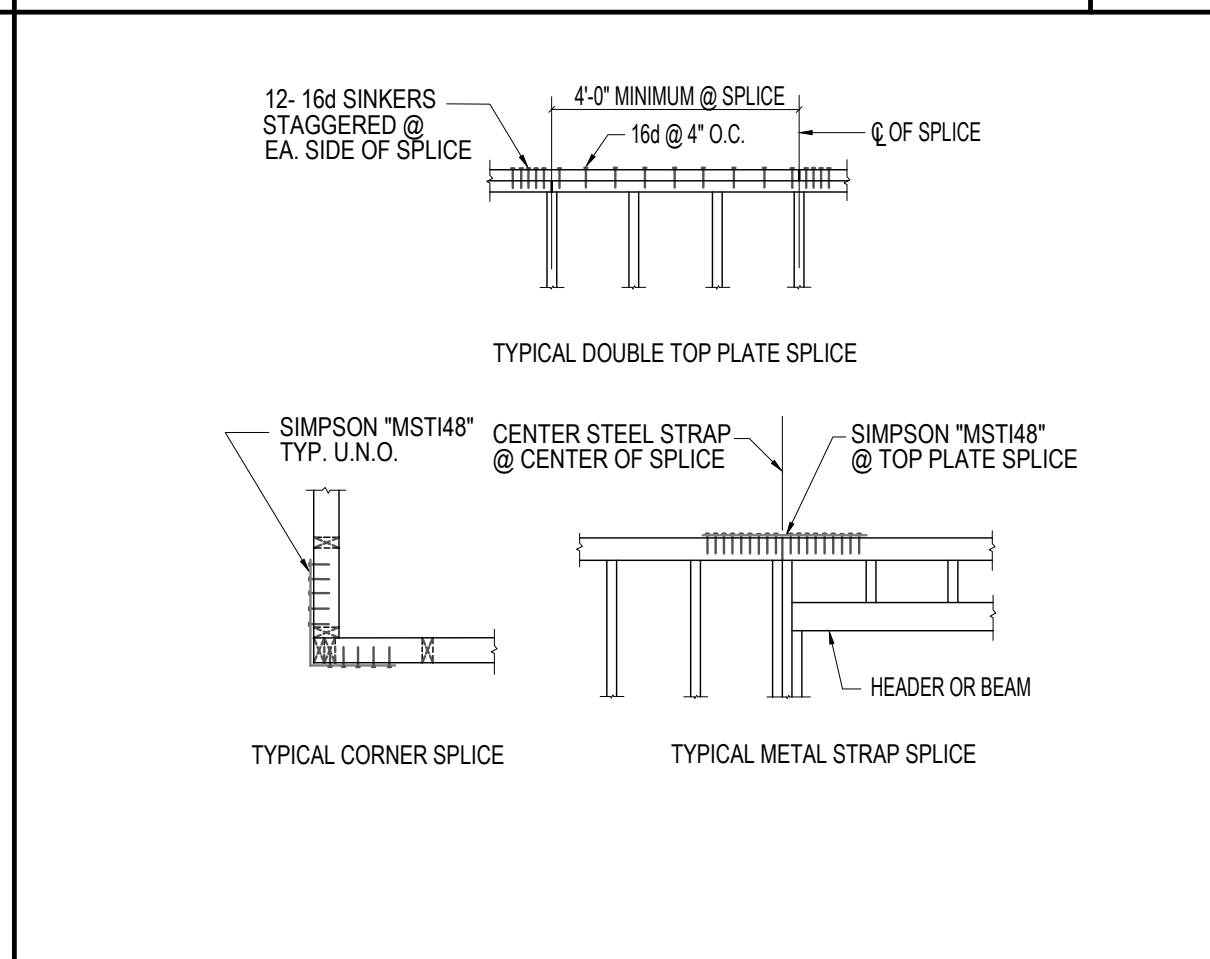 12- 16d SINKERS
STAGGERED @
EA. SIDE OF SPLICE
4'-0" MINIMUM @ SPLICE
16d @ 4" O.C.
℄ OF SPLICE
TYPICAL DOUBLE TOP PLATE SPLICE
SIMPSON "MSTI48"
TYP. U.N.O.
TYPICAL CORNER SPLICE
CENTER STEEL STRAP
@ CENTER OF SPLICE
SIMPSON "MSTI48"
@ TOP PLATE SPLICE
HEADER OR BEAM
TYPICAL METAL STRAP SPLICE